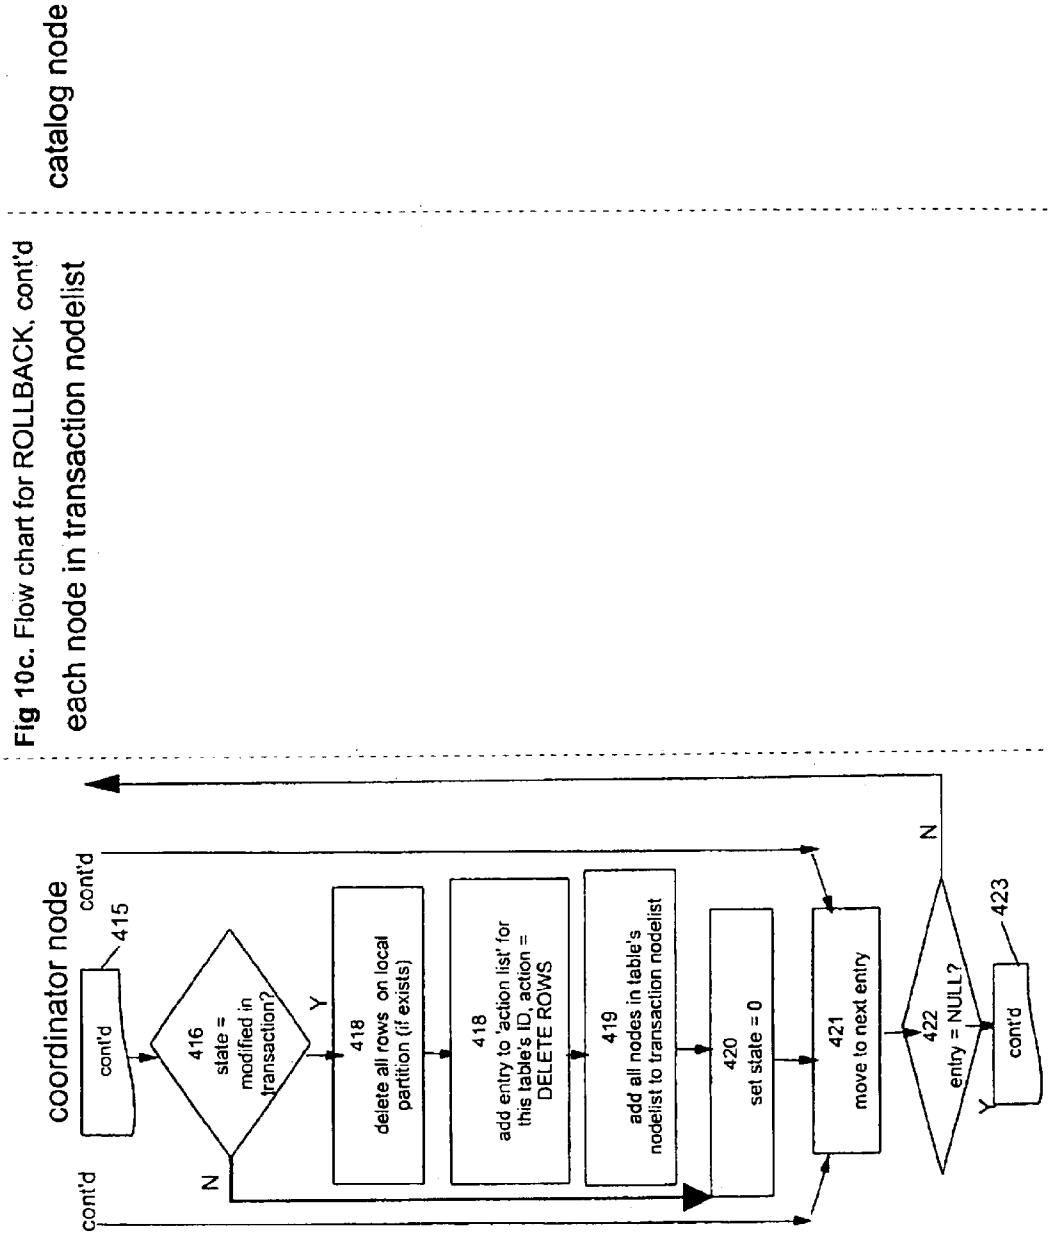 Fig 10c. Flow chart for ROLLBACK, cont'd
coordinator node
each node in transaction nodelist
catalog node
cont'd
cont'd
cont'd
415
416
state =
modified in
transaction?
N
Y
418
delete all rows on local
partition (if exists)
418
add entry to 'action list' for
this table's ID, action =
DELETE ROWS
419
add all nodes in table's
nodelist to transaction nodelist
420
set state = 0
421
move to next entry
422
entry = NULL?
N
Y
cont'd
423